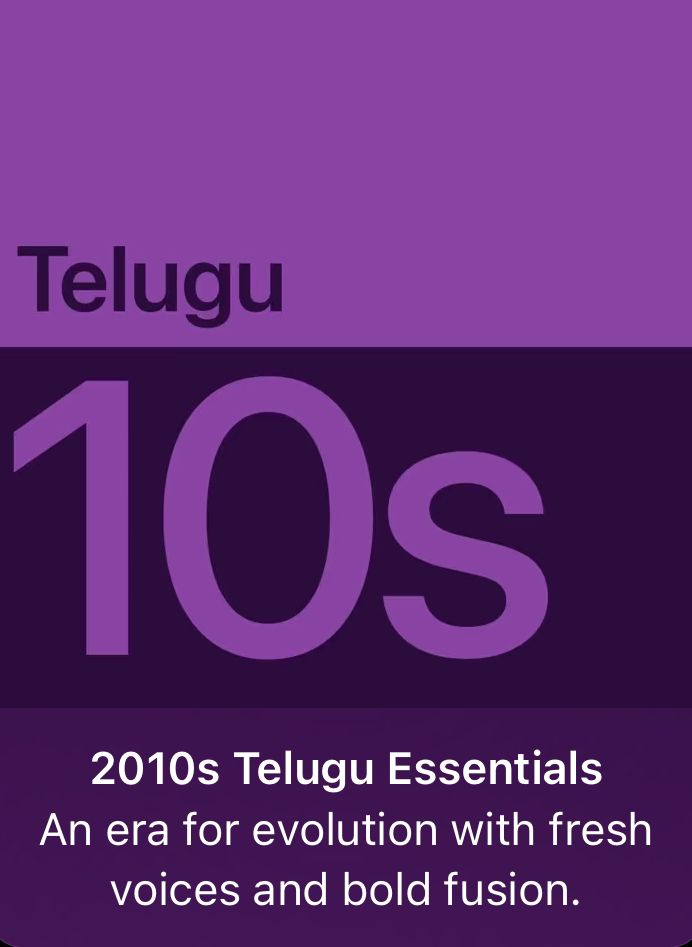 Telugu
10s
2010s Telugu Essentials
An era for evolution with fresh
voices and bold fusion.